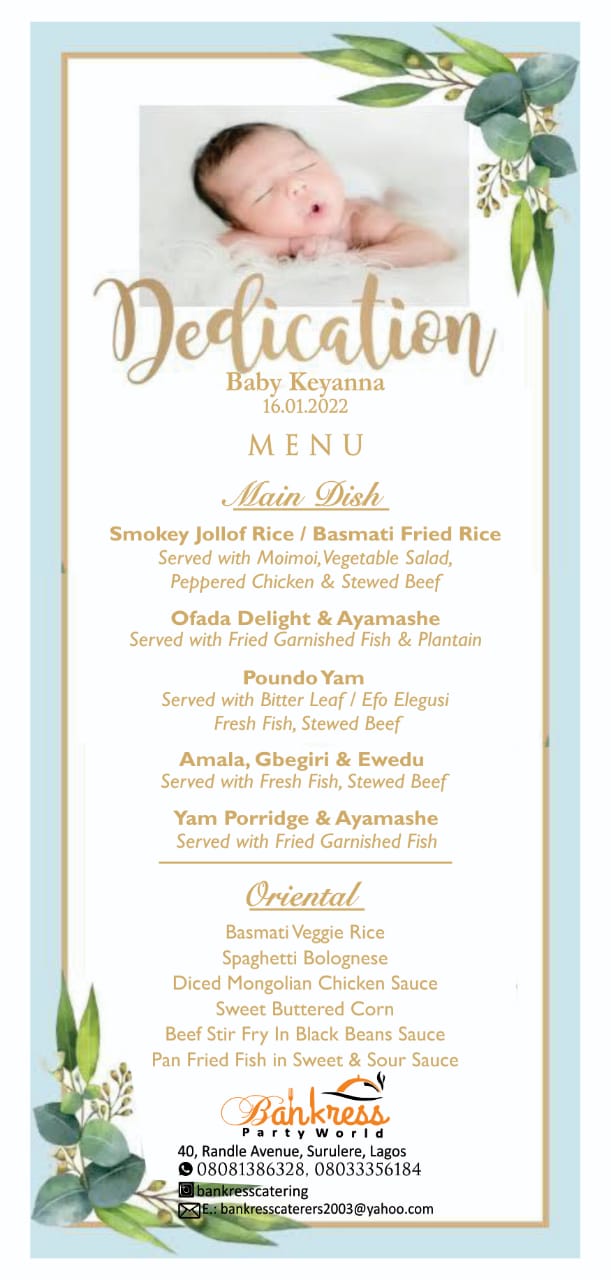 Dedication
Baby Keyanna
16.01.2022
MENU
Main Dish
Smokey Jollof Rice / Basmati Fried Rice
Served with Moimoi, Vegetable Salad,
Peppered Chicken & Stewed Beef
Ofada Delight & Ayamashe
Served with Fried Garnished Fish & Plantain
Poundo Yam
Served with Bitter Leaf / Efo Elegusi
Fresh Fish, Stewed Beef
Amala, Gbegiri & Ewedu
Served with Fresh Fish, Stewed Beef
Yam Porridge & Ayamashe
Served with Fried Garnished Fish
Oriental
Basmati Veggie Rice
Spaghetti Bolognese
Diced Mongolian Chicken Sauce
Sweet Buttered Corn
Beef Stir Fry In Black Beans Sauce
Pan Fried Fish in Sweet & Sour Sauce
Bankress
Party World
40, Randle Avenue, Surulere, Lagos
08081386328, 08033356184
bankresscatering
E.: bankresscaterers2003@yahoo.com